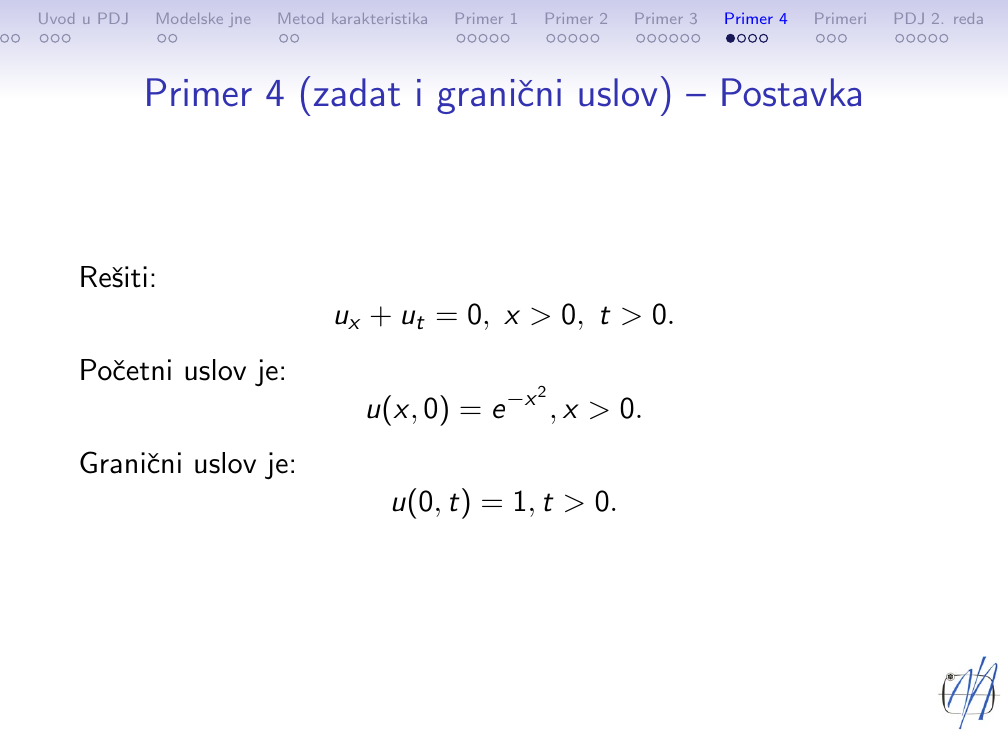 Uvod u PDJ Modelske jne Metod karakteristika Primer 1 Primer 2 Primer 3 Primer 4 Primeri PDJ 2. reda
Primer 4 (zadat i granični uslov) – Postavka
Rešiti:
u_x + u_t = 0, x > 0, t > 0.
Početni uslov je:
u(x, 0) = e^{-x^2}, x > 0.
Granični uslov je:
u(0, t) = 1, t > 0.